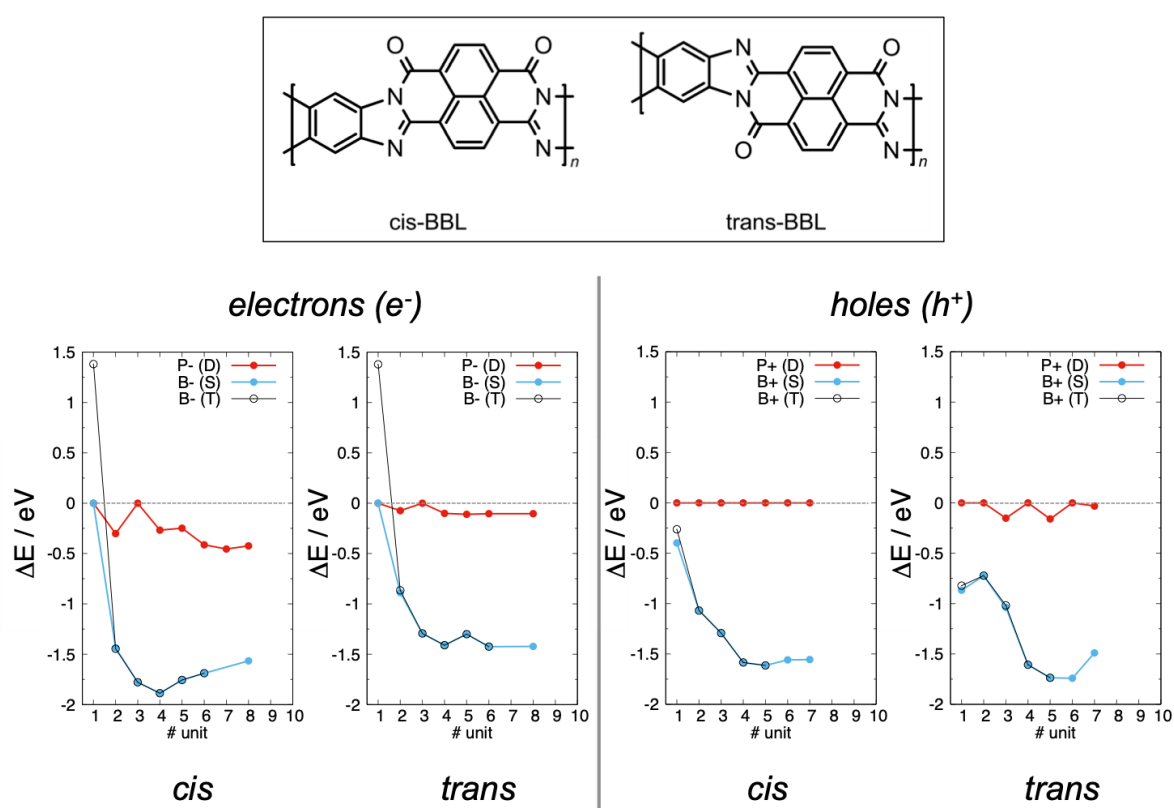 O O N N N N n
cis-BBL
N O N N O N n
trans-BBL
electrons (e⁻)
holes (h⁺)
P- (D)
B- (S)
B- (T)
1.5
1
0.5
0
-0.5
-1
-1.5
-2
ΔE / eV
1 2 3 4 5 6 7 8 9 10
# unit
cis
P- (D)
B- (S)
B- (T)
1.5
1
0.5
0
-0.5
-1
-1.5
-2
ΔE / eV
1 2 3 4 5 6 7 8 9 10
# unit
trans
P+ (D)
B+ (S)
B+ (T)
1.5
1
0.5
0
-0.5
-1
-1.5
-2
ΔE / eV
1 2 3 4 5 6 7 8 9 10
# unit
cis
P+ (D)
B+ (S)
B+ (T)
1.5
1
0.5
0
-0.5
-1
-1.5
-2
ΔE / eV
1 2 3 4 5 6 7 8 9 10
# unit
trans